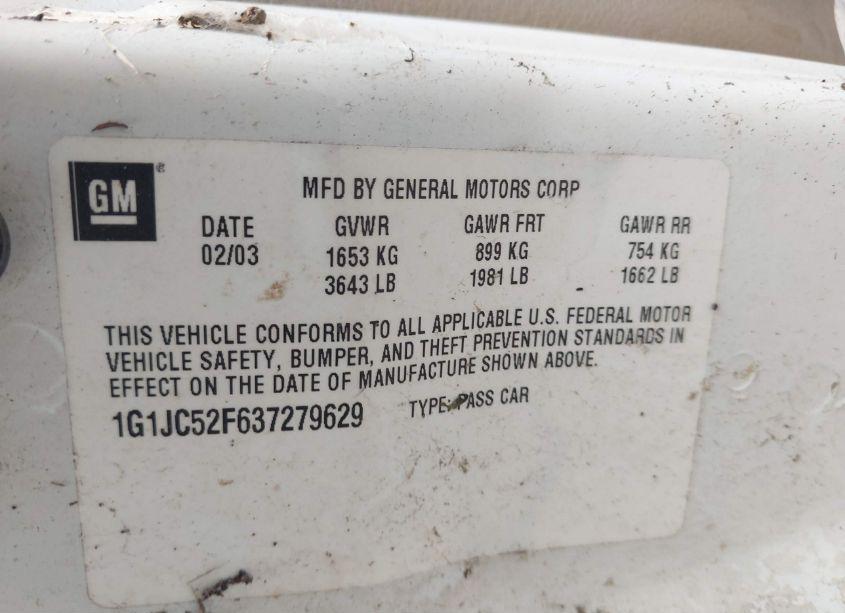 GM ®
MFD BY GENERAL MOTORS CORP
DATE GVWR GAWR FRT GAWR RR
02/03 1653 KG 899 KG 754 KG
3643 LB 1981 LB 1662 LB
THIS VEHICLE CONFORMS TO ALL APPLICABLE U.S. FEDERAL MOTOR
VEHICLE SAFETY, BUMPER, AND THEFT PREVENTION STANDARDS IN
EFFECT ON THE DATE OF MANUFACTURE SHOWN ABOVE.
1G1JC52F637279629 TYPE: PASS CAR